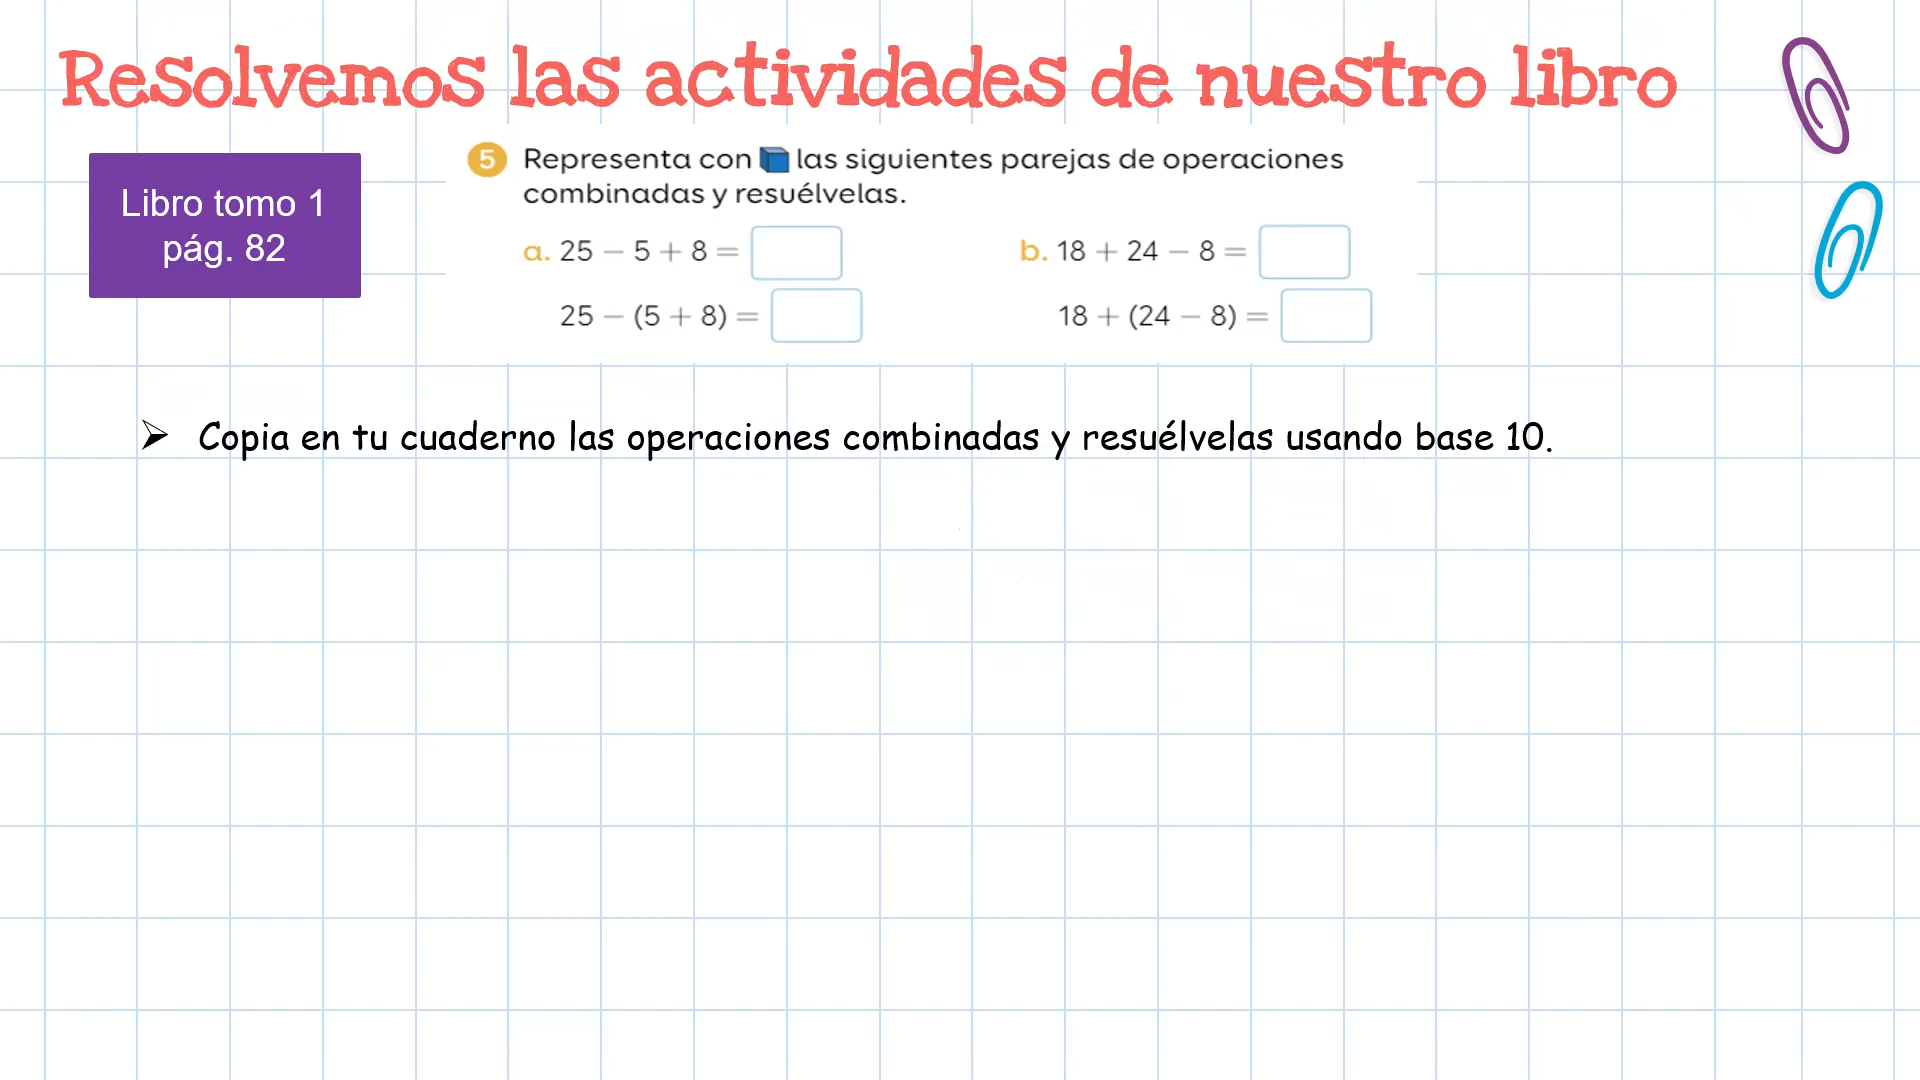 Resolvemos las actividades de nuestro libro
Libro tomo 1
pág. 82
5 Representa con las siguientes parejas de operaciones
combinadas y resuélvelas.
a. 25 − 5 + 8 =
25 − (5 + 8) =
b. 18 + 24 − 8 =
18 + (24 − 8) =
➢ Copia en tu cuaderno las operaciones combinadas y resuélvelas usando base 10.